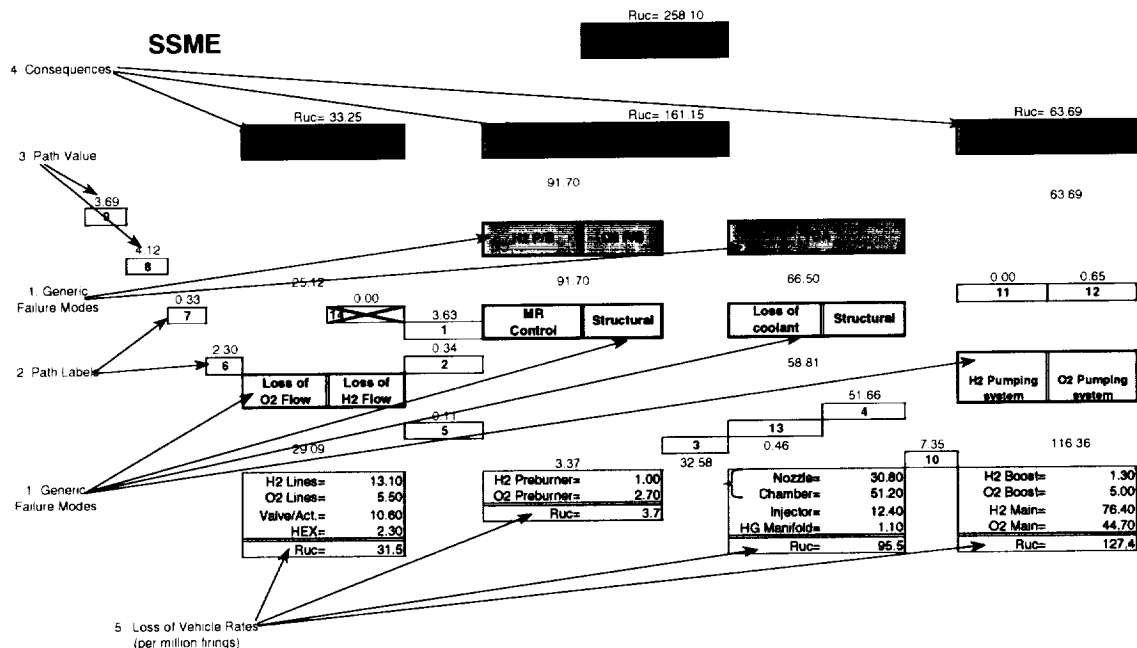 Ruc= 258.10
SSME
4 Consequences
Ruc= 33.25
Ruc= 161.15
Ruc= 63.69
3 Path Value
91.70
63.69
3.69
9
4.12
8
H2 P/B
O2 P/B
25.12
91.70
66.50
1. Generic
Failure Modes
0.00
0.65
11
12
0.33
7
0.00
14
3.63
1
MR
Control
Structural
Loss of
coolant
Structural
2 Path Labels
2.30
6
0.34
2
58.81
Loss of
O2 Flow
Loss of
H2 Flow
H2 Pumping
system
O2 Pumping
system
0.11
5
51.66
4
13
0.46
3
32.58
7.35
10
29.09
3.37
116.36
1 Generic
Failure Modes
H2 Lines= 13.10
O2 Lines= 5.50
Valve/Act.= 10.60
HEX= 2.30
Ruc= 31.5
H2 Preburner= 1.00
O2 Preburner= 2.70
Ruc= 3.7
Nozzle= 30.80
Chamber= 51.20
Injector= 12.40
HG Manifold= 1.10
Ruc= 95.5
H2 Boost= 1.30
O2 Boost= 5.00
H2 Main= 76.40
O2 Main= 44.70
Ruc= 127.4
5 Loss of Vehicle Rates
(per million firings)